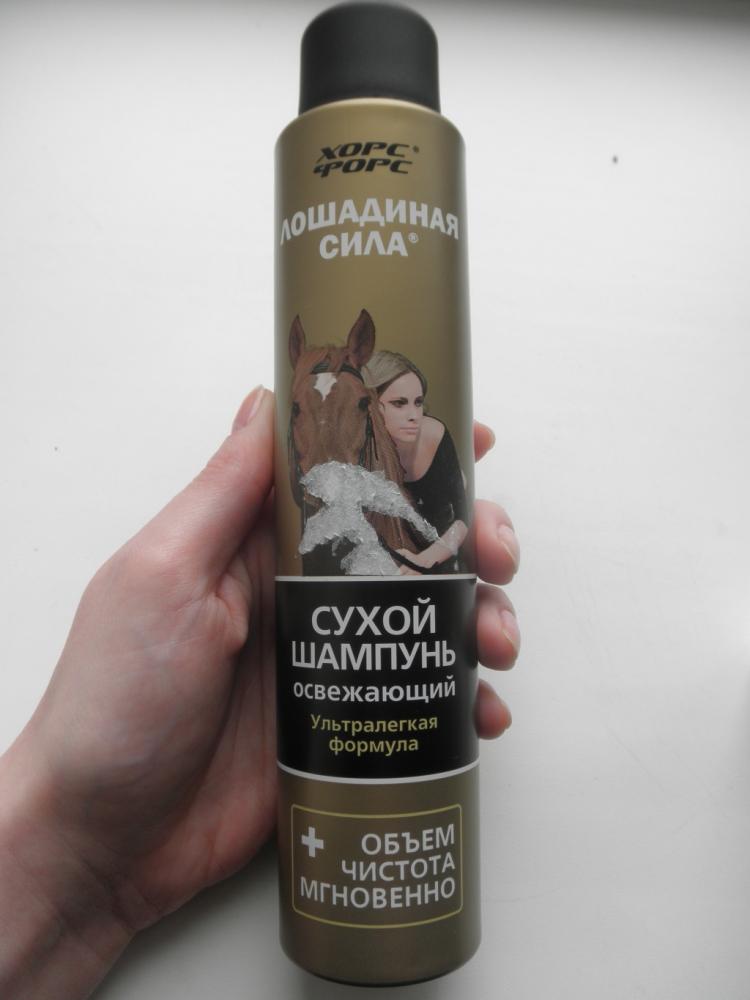 ХОРС®
ФОРС
ЛОШАДИНАЯ
СИЛА®
СУХОЙ
ШАМПУНЬ
освежающий
Ультралегкая
формула
+ ОБЪЕМ
ЧИСТОТА
МГНОВЕННО